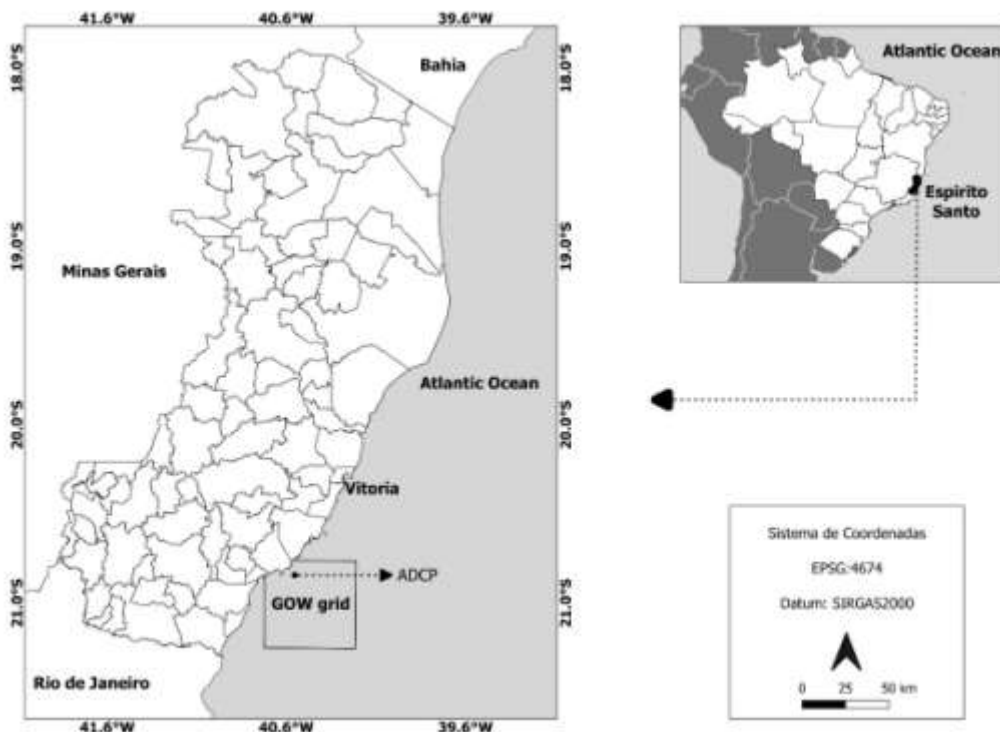 41.6°W
40.6°W
39.6°W
18.0°S
19.0°S
20.0°S
21.0°S
Bahia
Minas Gerais
Atlantic Ocean
Vitoria
ADCP
GOW grid
Rio de Janeiro
18.0°S
19.0°S
20.0°S
21.0°S
41.6°W
40.6°W
39.6°W
Atlantic Ocean
Espirito
Santo
Sistema de Coordenadas
EPSG:4674
Datum: SIRGAS2000
0 25 50 km